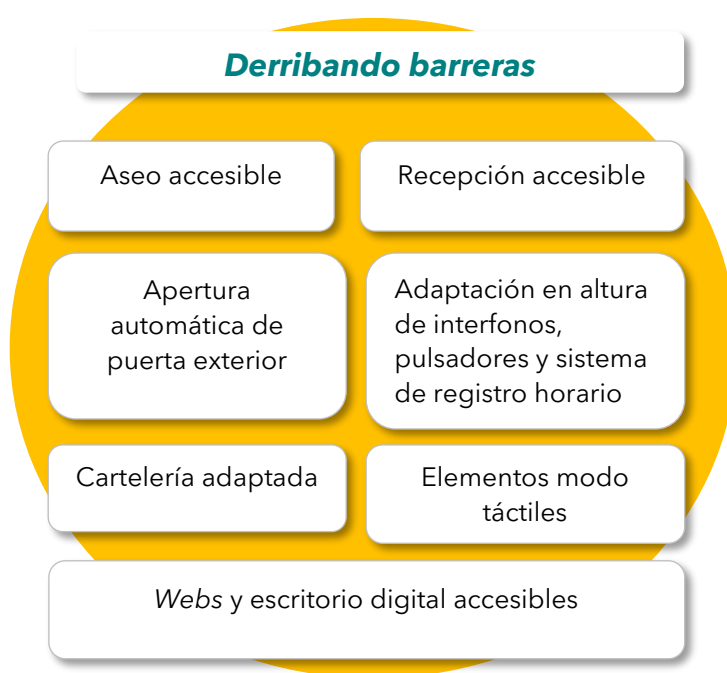 Derribando barreras
Aseo accesible
Recepción accesible
Apertura
automática de
puerta exterior
Adaptación en altura
de interfonos,
pulsadores y sistema
de registro horario
Cartelería adaptada
Elementos modo
táctiles
Webs y escritorio digital accesibles